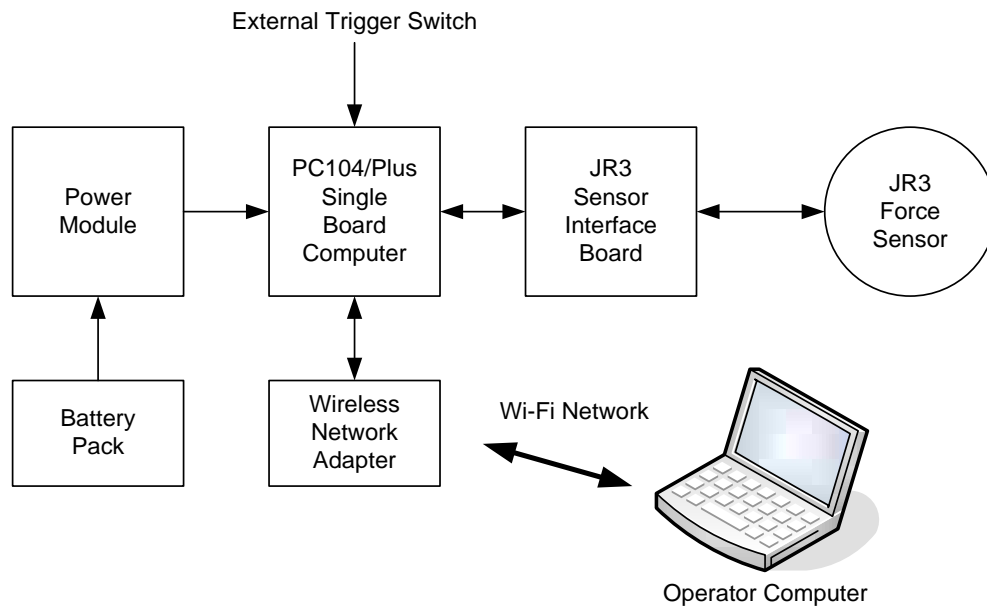 External Trigger Switch
Power
Module
PC104/Plus
Single
Board
Computer
JR3
Sensor
Interface
Board
JR3
Force
Sensor
Battery
Pack
Wireless
Network
Adapter
Wi-Fi Network
Operator Computer